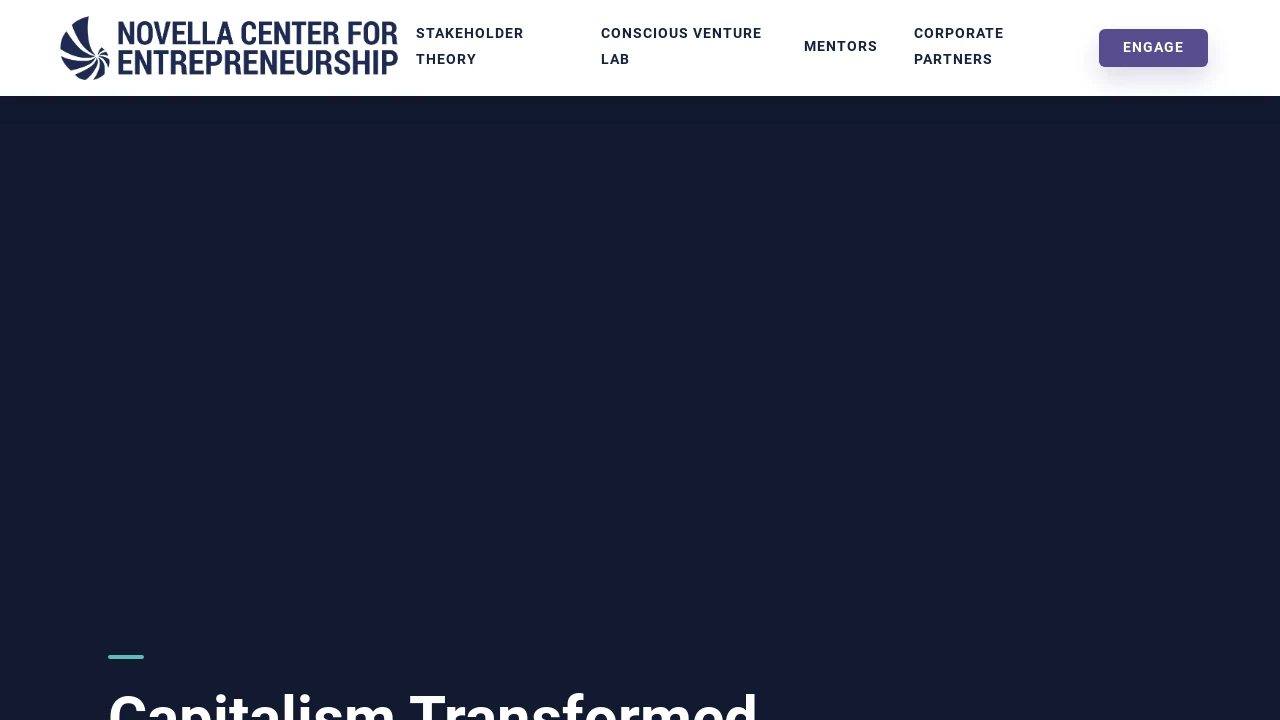 NOVELLA CENTER FOR
ENTREPRENEURSHIP
STAKEHOLDER
THEORY
CONSCIOUS VENTURE
LAB
MENTORS
CORPORATE
PARTNERS
ENGAGE
Capitalism Transformed